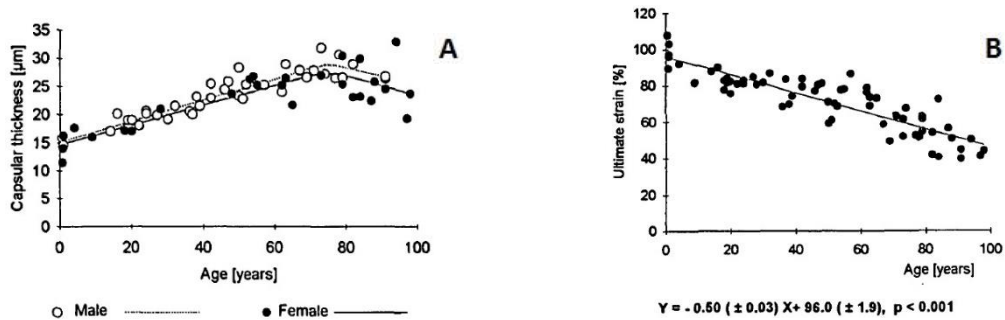 A
Capsular thickness [µm]
35
30
25
20
15
10
5
0
0 20 40 60 80 100
Age [years]
Male
Female
B
Ultimate strain [%]
120
100
80
60
40
20
0
0 20 40 60 80 100
Age [years]
Y = - 0.50 ( ± 0.03) X+ 96.0 ( ± 1.9), p < 0.001